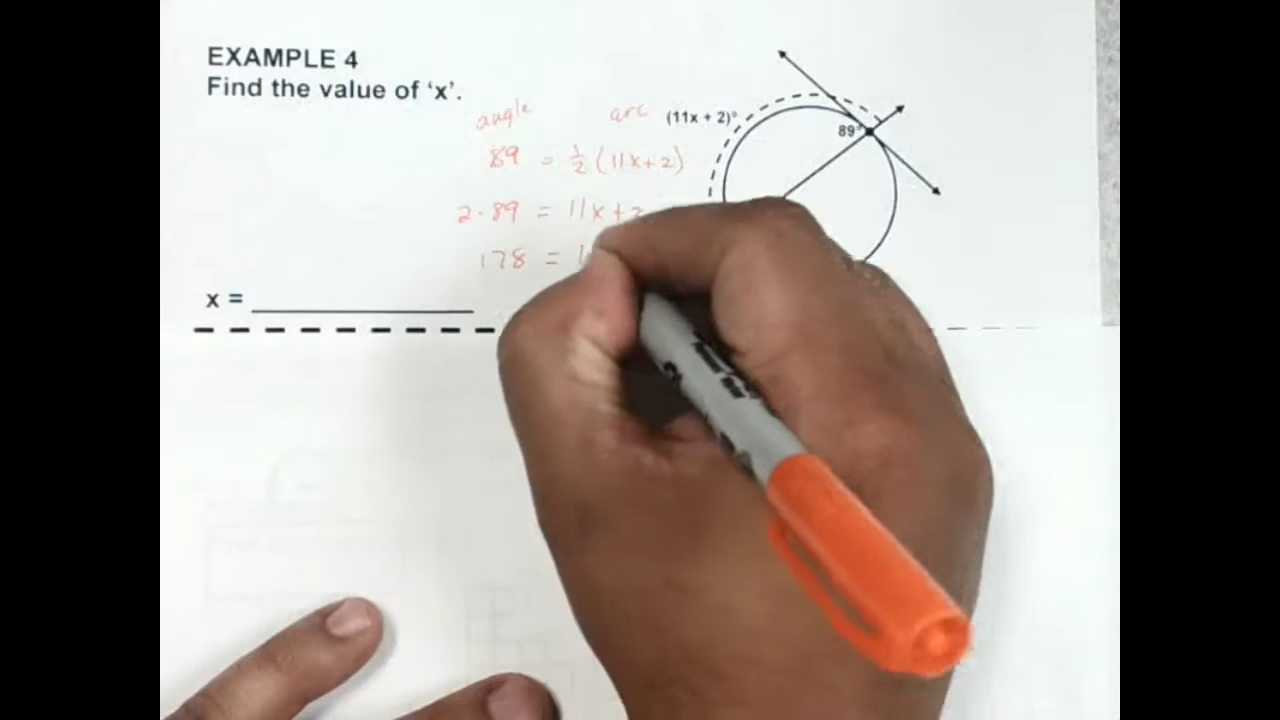 EXAMPLE 4
Find the value of ‘x’.
angle arc (11x + 2)°
89°
89 = 1/2 (11x+2)
2·89 = 11x+2
178 =
x =